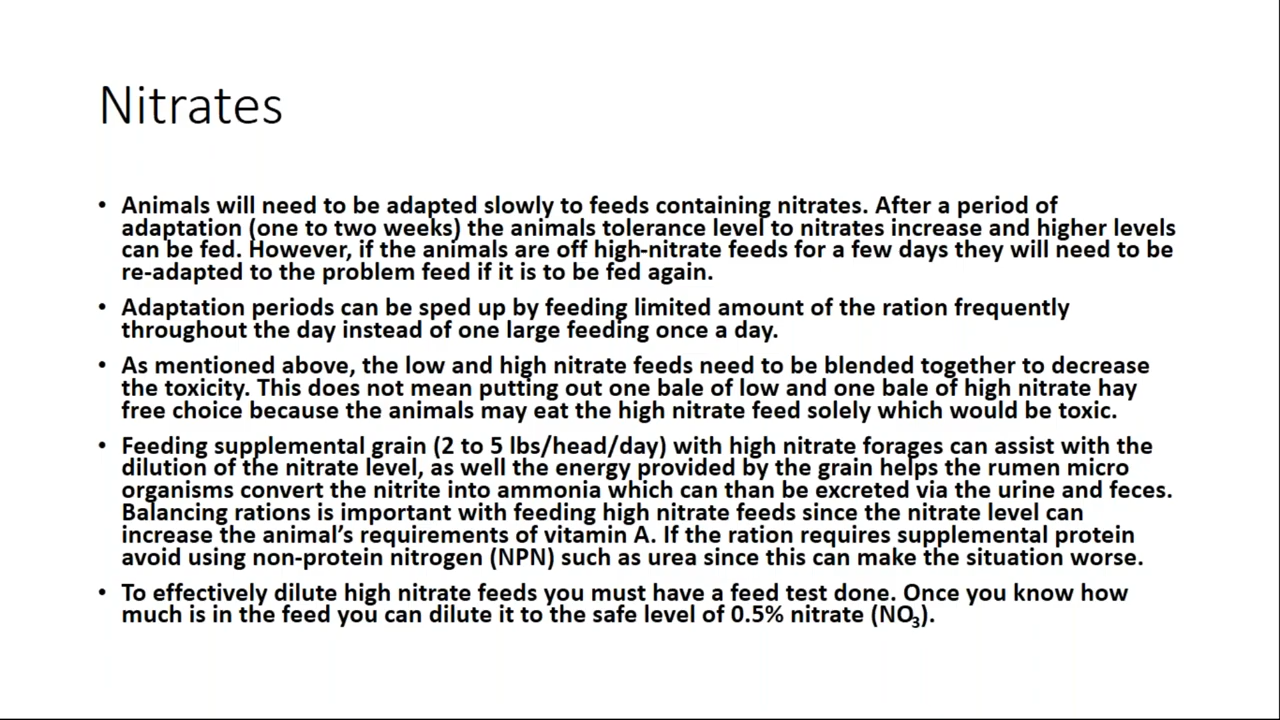 Nitrates
• Animals will need to be adapted slowly to feeds containing nitrates. After a period of
adaptation (one to two weeks) the animals tolerance level to nitrates increase and higher levels
can be fed. However, if the animals are off high-nitrate feeds for a few days they will need to be
re-adapted to the problem feed if it is to be fed again.
• Adaptation periods can be sped up by feeding limited amount of the ration frequently
throughout the day instead of one large feeding once a day.
• As mentioned above, the low and high nitrate feeds need to be blended together to decrease
the toxicity. This does not mean putting out one bale of low and one bale of high nitrate hay
free choice because the animals may eat the high nitrate feed solely which would be toxic.
• Feeding supplemental grain (2 to 5 lbs/head/day) with high nitrate forages can assist with the
dilution of the nitrate level, as well the energy provided by the grain helps the rumen micro
organisms convert the nitrite into ammonia which can than be excreted via the urine and feces.
Balancing rations is important with feeding high nitrate feeds since the nitrate level can
increase the animal’s requirements of vitamin A. If the ration requires supplemental protein
avoid using non-protein nitrogen (NPN) such as urea since this can make the situation worse.
• To effectively dilute high nitrate feeds you must have a feed test done. Once you know how
much is in the feed you can dilute it to the safe level of 0.5% nitrate (NO₃).